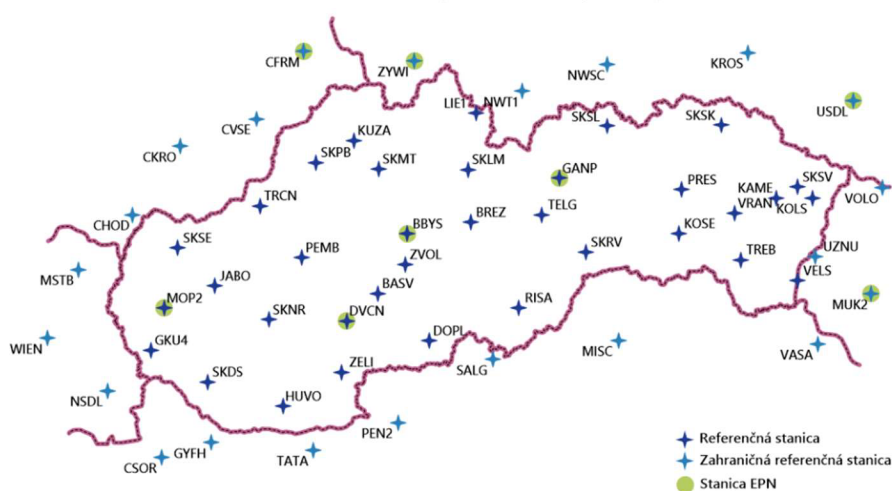 CFRM
ZYWI
NWSC
KROS
LIE1
NWT1
USDL
CVSE
KUZA
SKSL
SKSK
CKRO
SKPB
SKMT
SKLM
GANP
PRES
KAME
SKSV
VOLO
TRCN
CHOD
BBYS
BREZ
TELG
VRAN
KOLS
SKSE
PEMB
ZVOL
SKRV
KOSE
TREB
UZNU
MSTB
JABO
BASV
VELS
MOP2
SKNR
DVCN
RISA
MUK2
WIEN
GKU4
DOPL
SALG
MISC
VASA
SKDS
ZELI
NSDL
HUVO
CSOR
GYFH
TATA
PEN2
Referenčná stanica
Zahraničná referenčná stanica
Stanica EPN